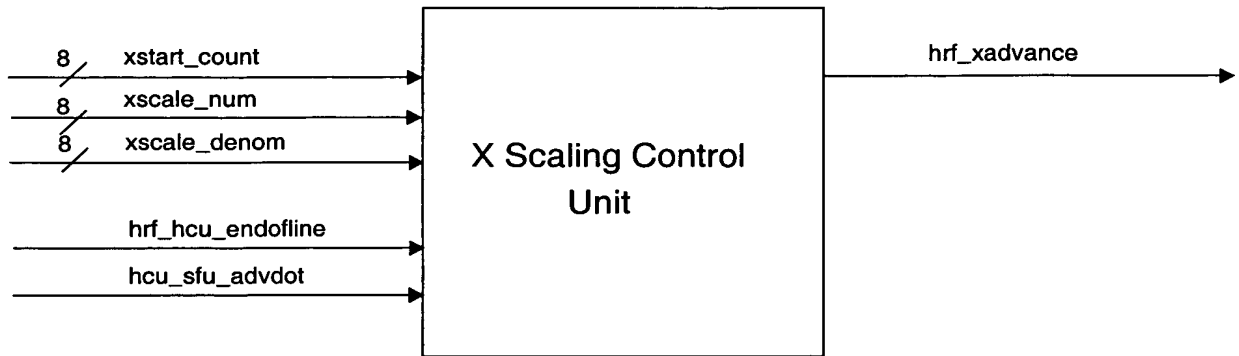 8 xstart_count
8 xscale_num
8 xscale_denom
hrf_hcu_endofline
hcu_sfu_advdot
X Scaling Control
Unit
hrf_xadvance